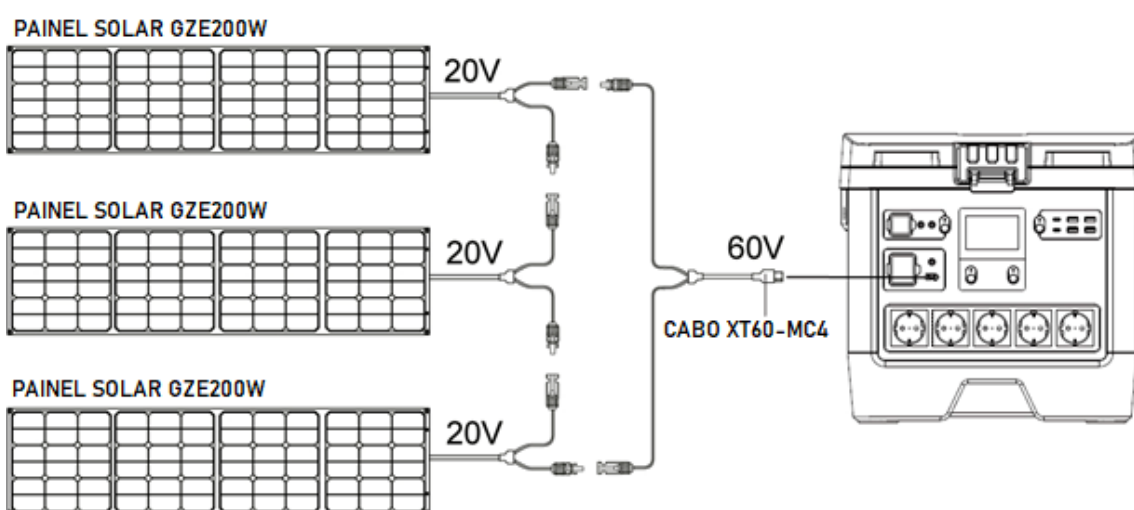 PAINEL SOLAR GZE200W
20V
PAINEL SOLAR GZE200W
20V
60V
CABO XT60-MC4
PAINEL SOLAR GZE200W
20V